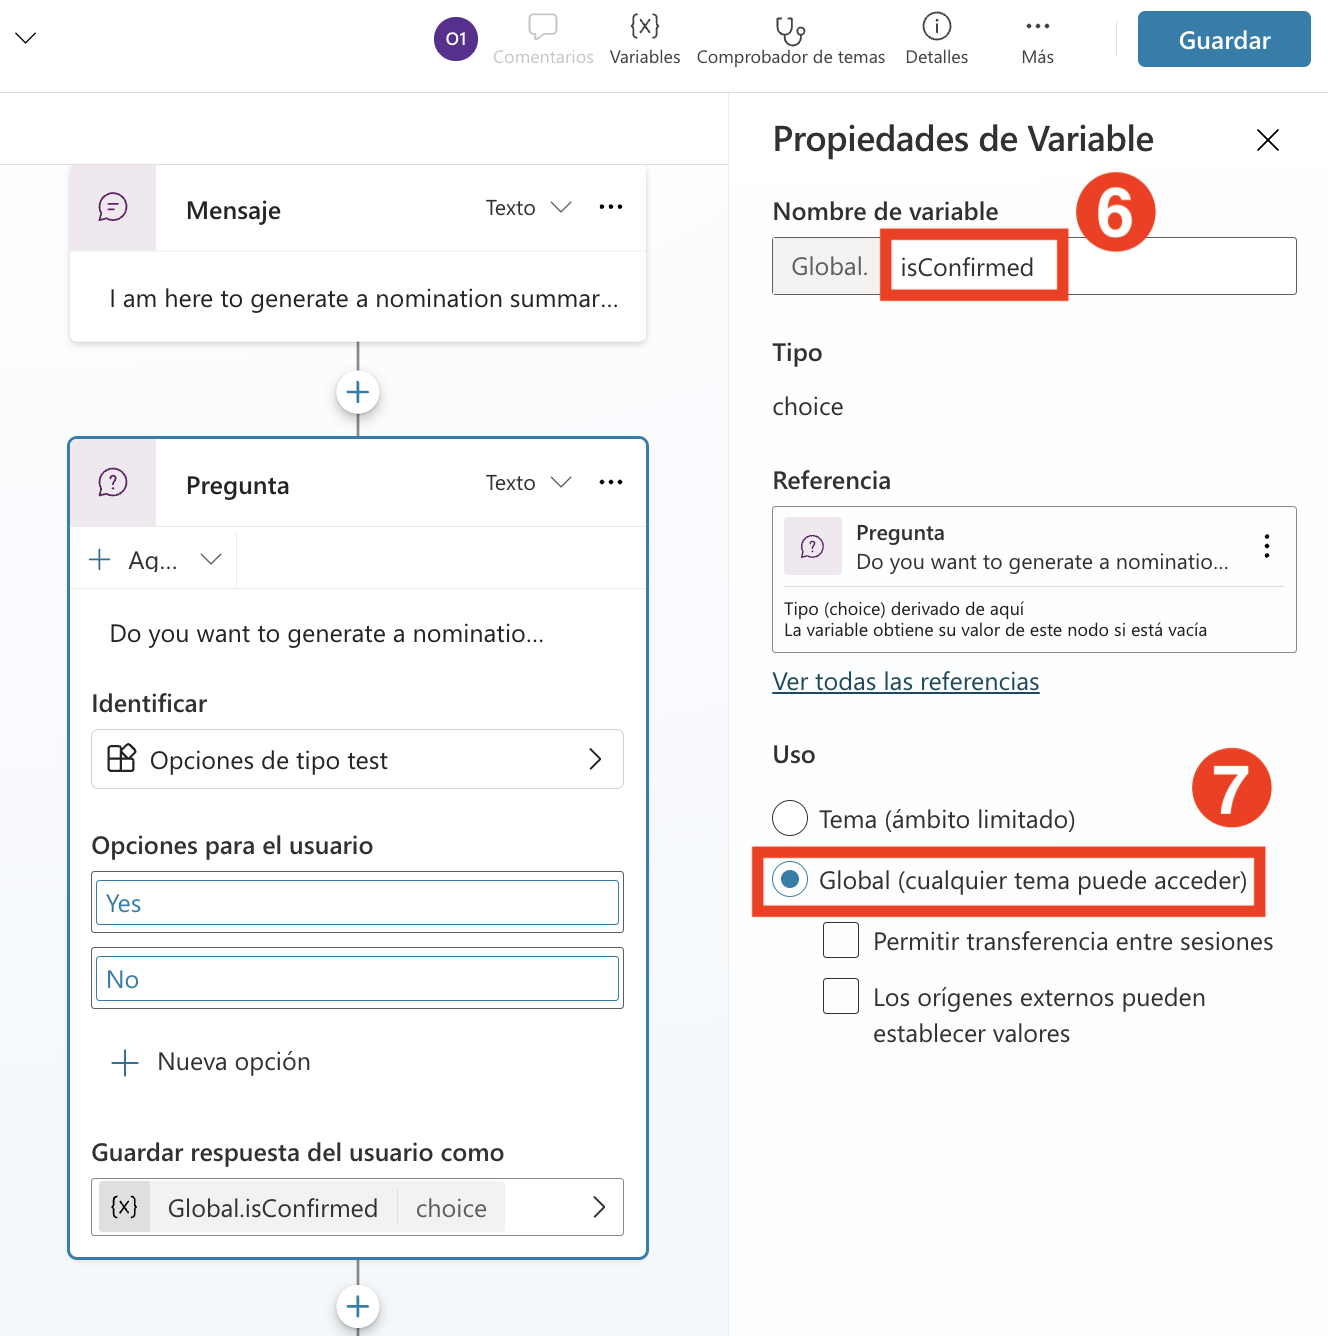 O1
Comentarios
{x}
Variables
Comprobador de temas
Detalles
Más
Guardar
Mensaje
Texto
I am here to generate a nomination summar...
Pregunta
Texto
Ag...
Do you want to generate a nominatio...
Identificar
Opciones de tipo test
Opciones para el usuario
Yes
No
Nueva opción
Guardar respuesta del usuario como
{x} Global.isConfirmed choice
Propiedades de Variable
Nombre de variable
6
Global. isConfirmed
Tipo
choice
Referencia
Pregunta
Do you want to generate a nominatio...
Tipo (choice) derivado de aquí
La variable obtiene su valor de este nodo si está vacía
Ver todas las referencias
Uso
7
Tema (ámbito limitado)
Global (cualquier tema puede acceder)
Permitir transferencia entre sesiones
Los orígenes externos pueden
establecer valores